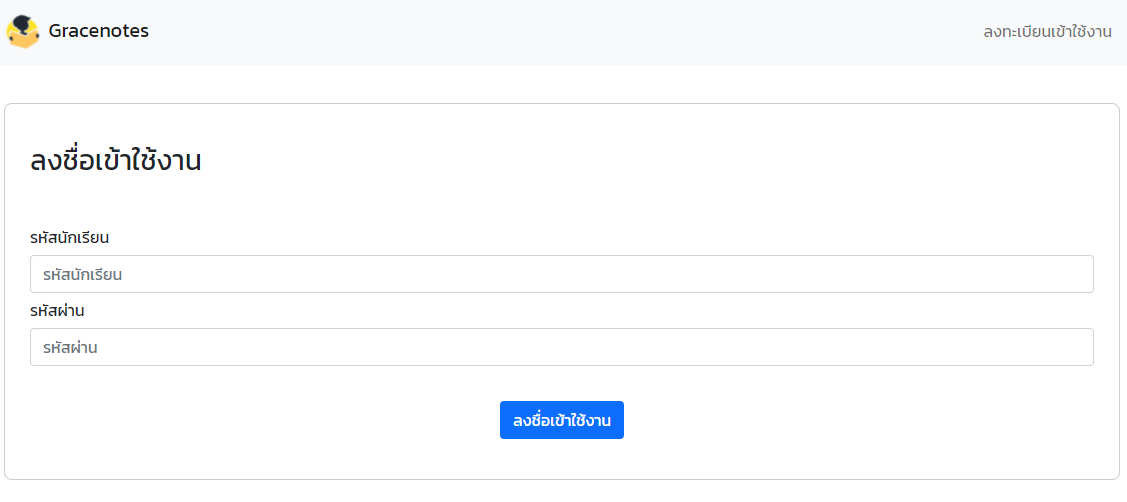 Gracenotes
ลงทะเบียนเข้าใช้งาน
ลงชื่อเข้าใช้งาน
รหัสนักเรียน
รหัสนักเรียน
รหัสผ่าน
รหัสผ่าน
ลงชื่อเข้าใช้งาน